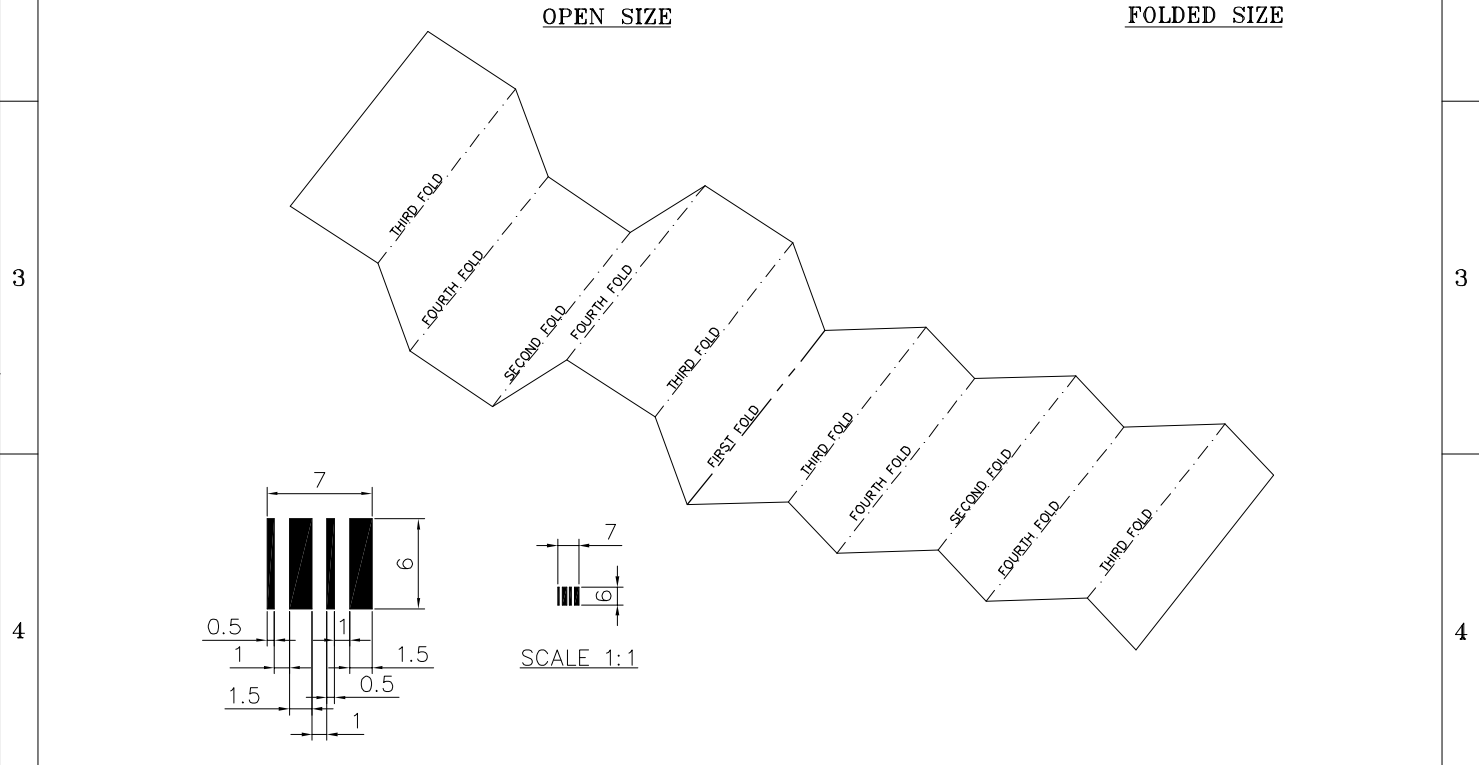 OPEN SIZE
FOLDED SIZE
THIRD FOLD
FOURTH FOLD
SECOND FOLD
FOURTH FOLD
THIRD FOLD
FIRST FOLD
THIRD FOLD
FOURTH FOLD
SECOND FOLD
FOURTH FOLD
THIRD FOLD
3
3
7
6
0.5
1
1
1.5
1.5
0.5
1
7
6
SCALE 1:1
4
4